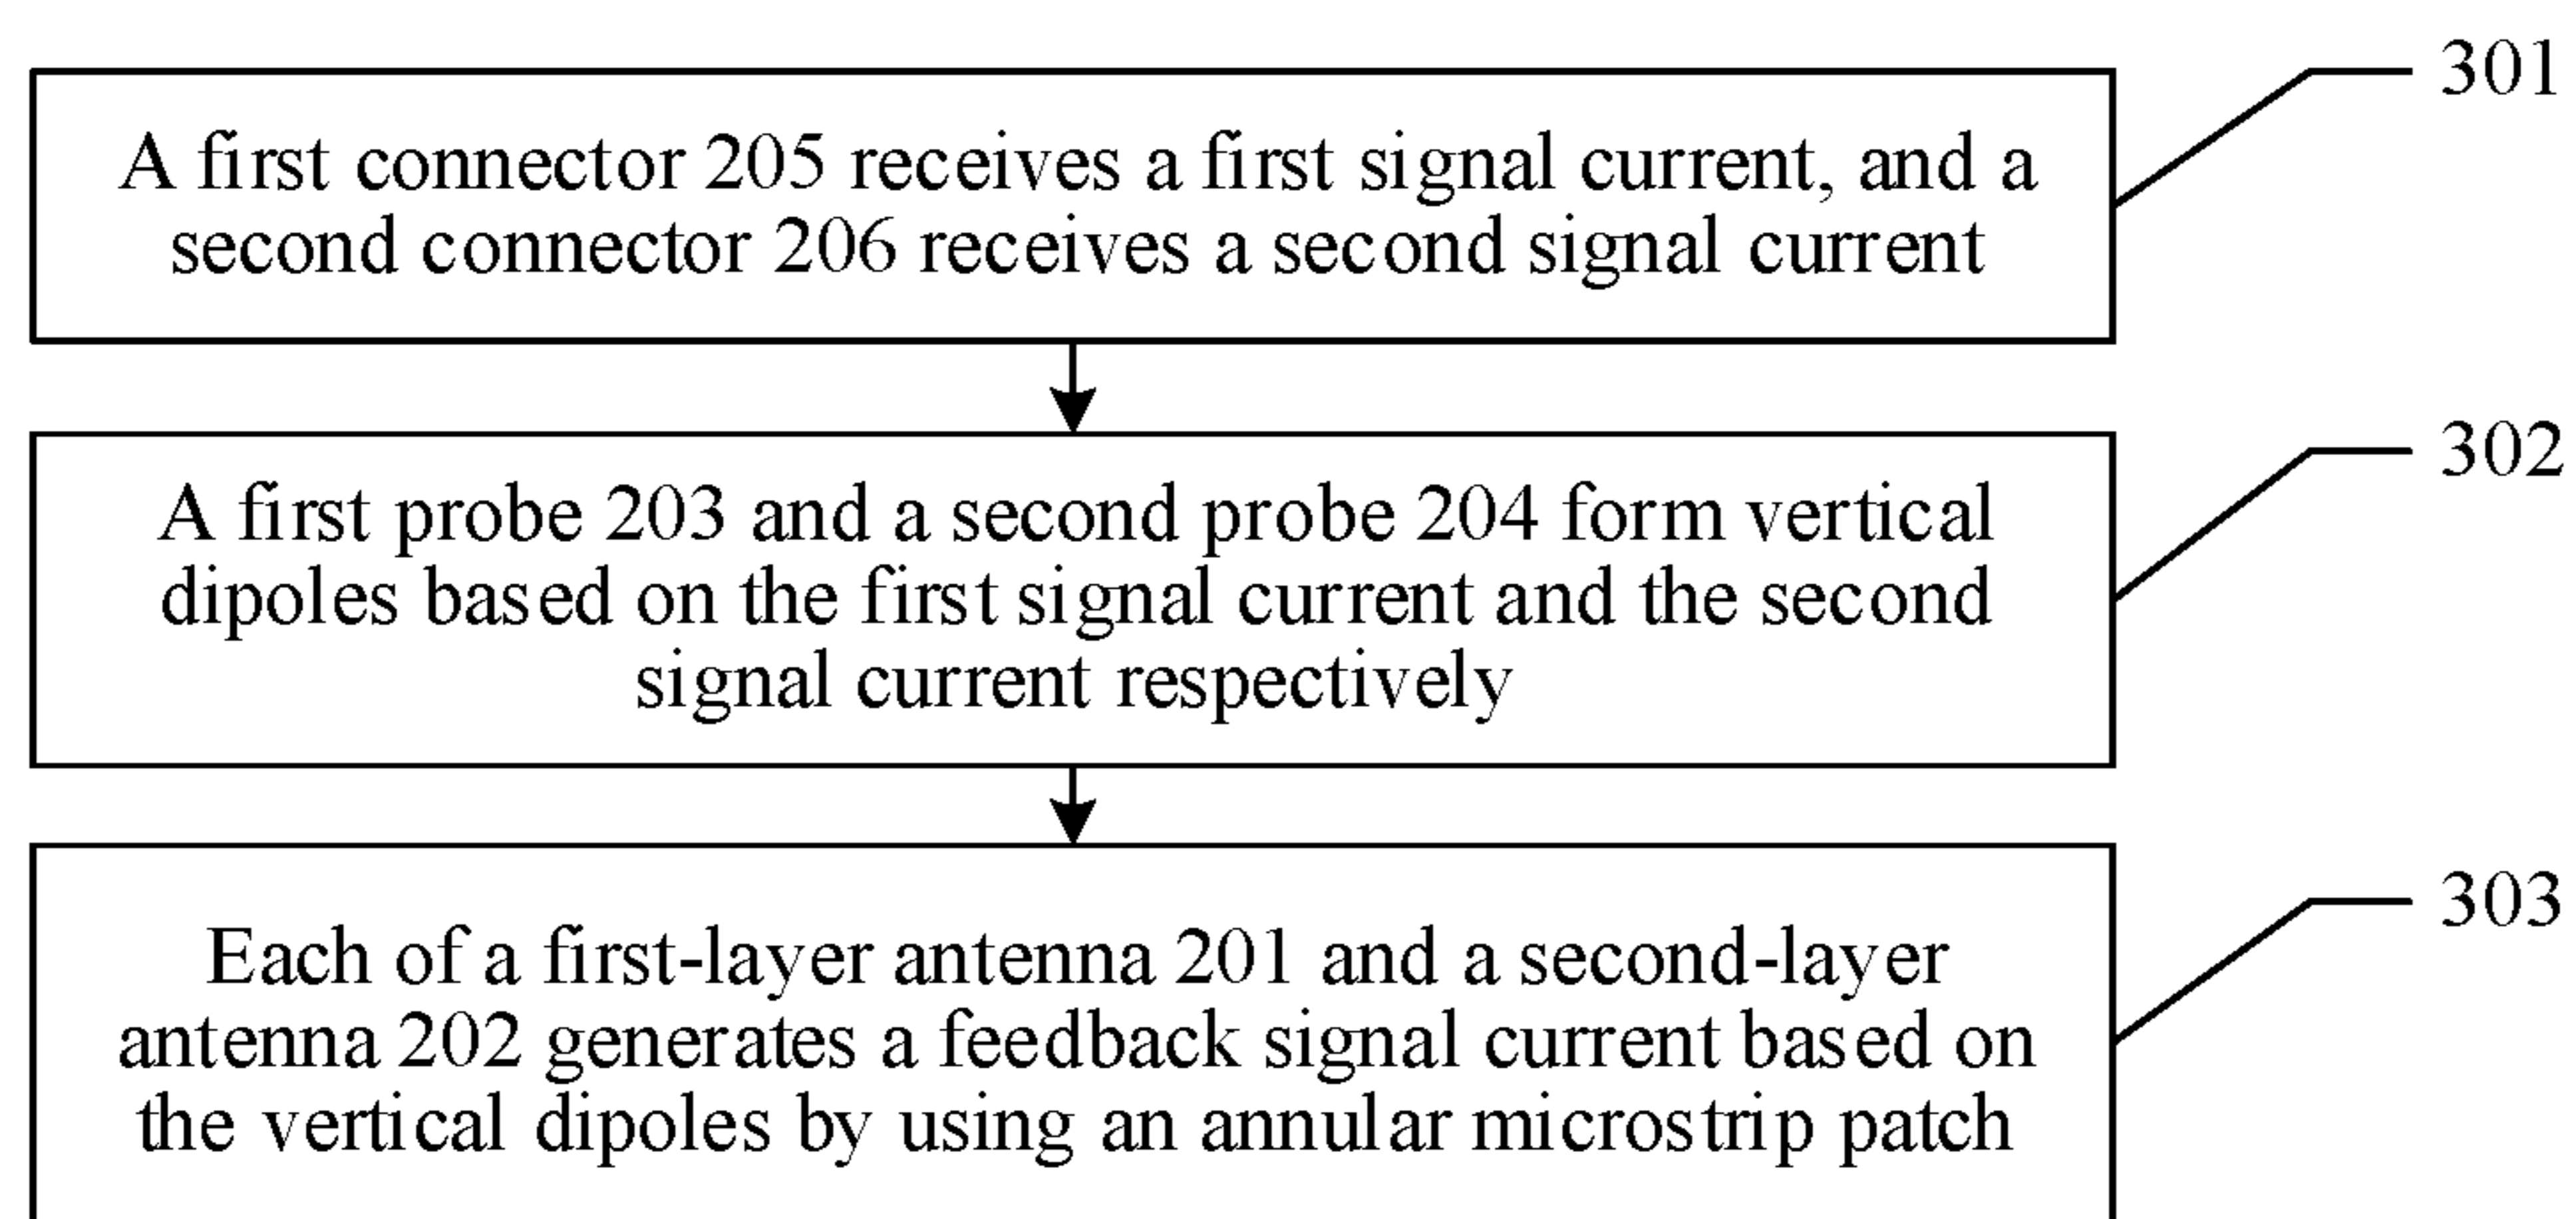 301
A first connector 205 receives a first signal current, and a
second connector 206 receives a second signal current
302
A first probe 203 and a second probe 204 form vertical
dipoles based on the first signal current and the second
signal current respectively
303
Each of a first-layer antenna 201 and a second-layer
antenna 202 generates a feedback signal current based on
the vertical dipoles by using an annular microstrip patch